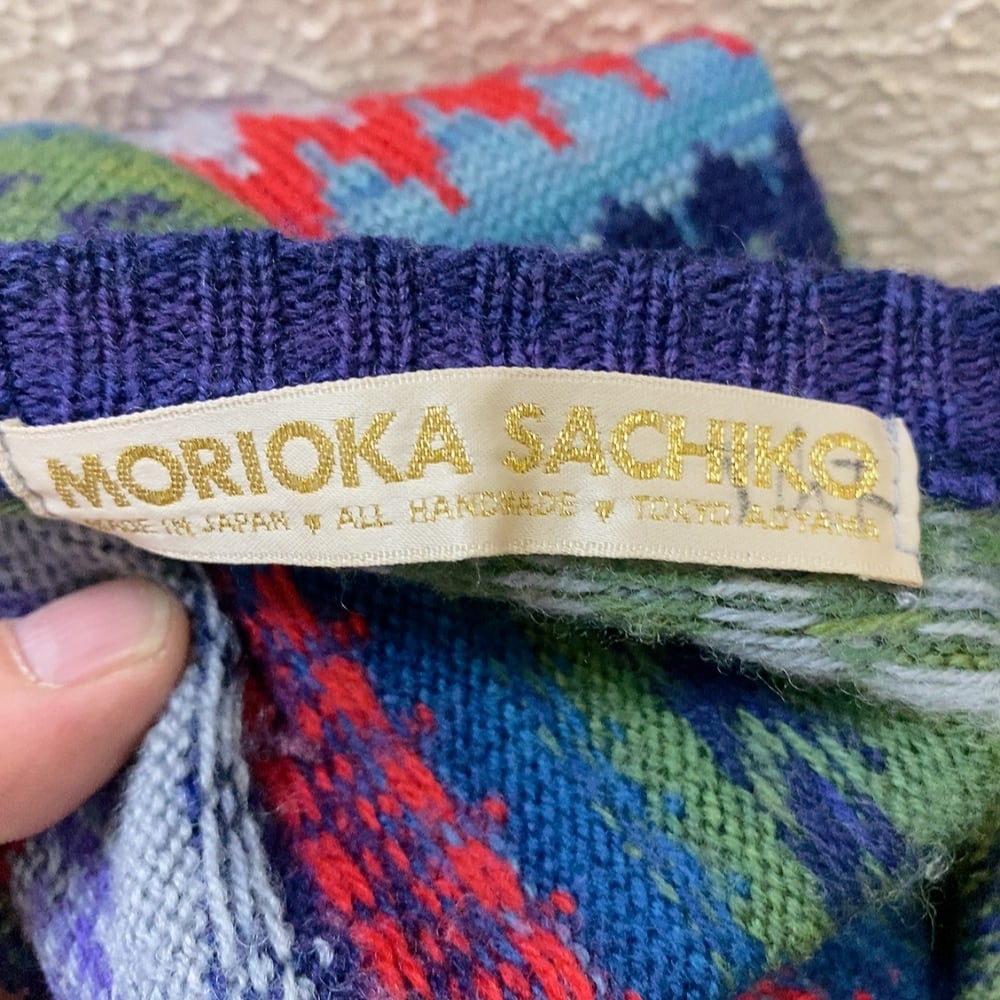 MORIOKA SACHIKO
MADE IN JAPAN ♥ ALL HANDMADE ♥ TOKYO AOYAMA